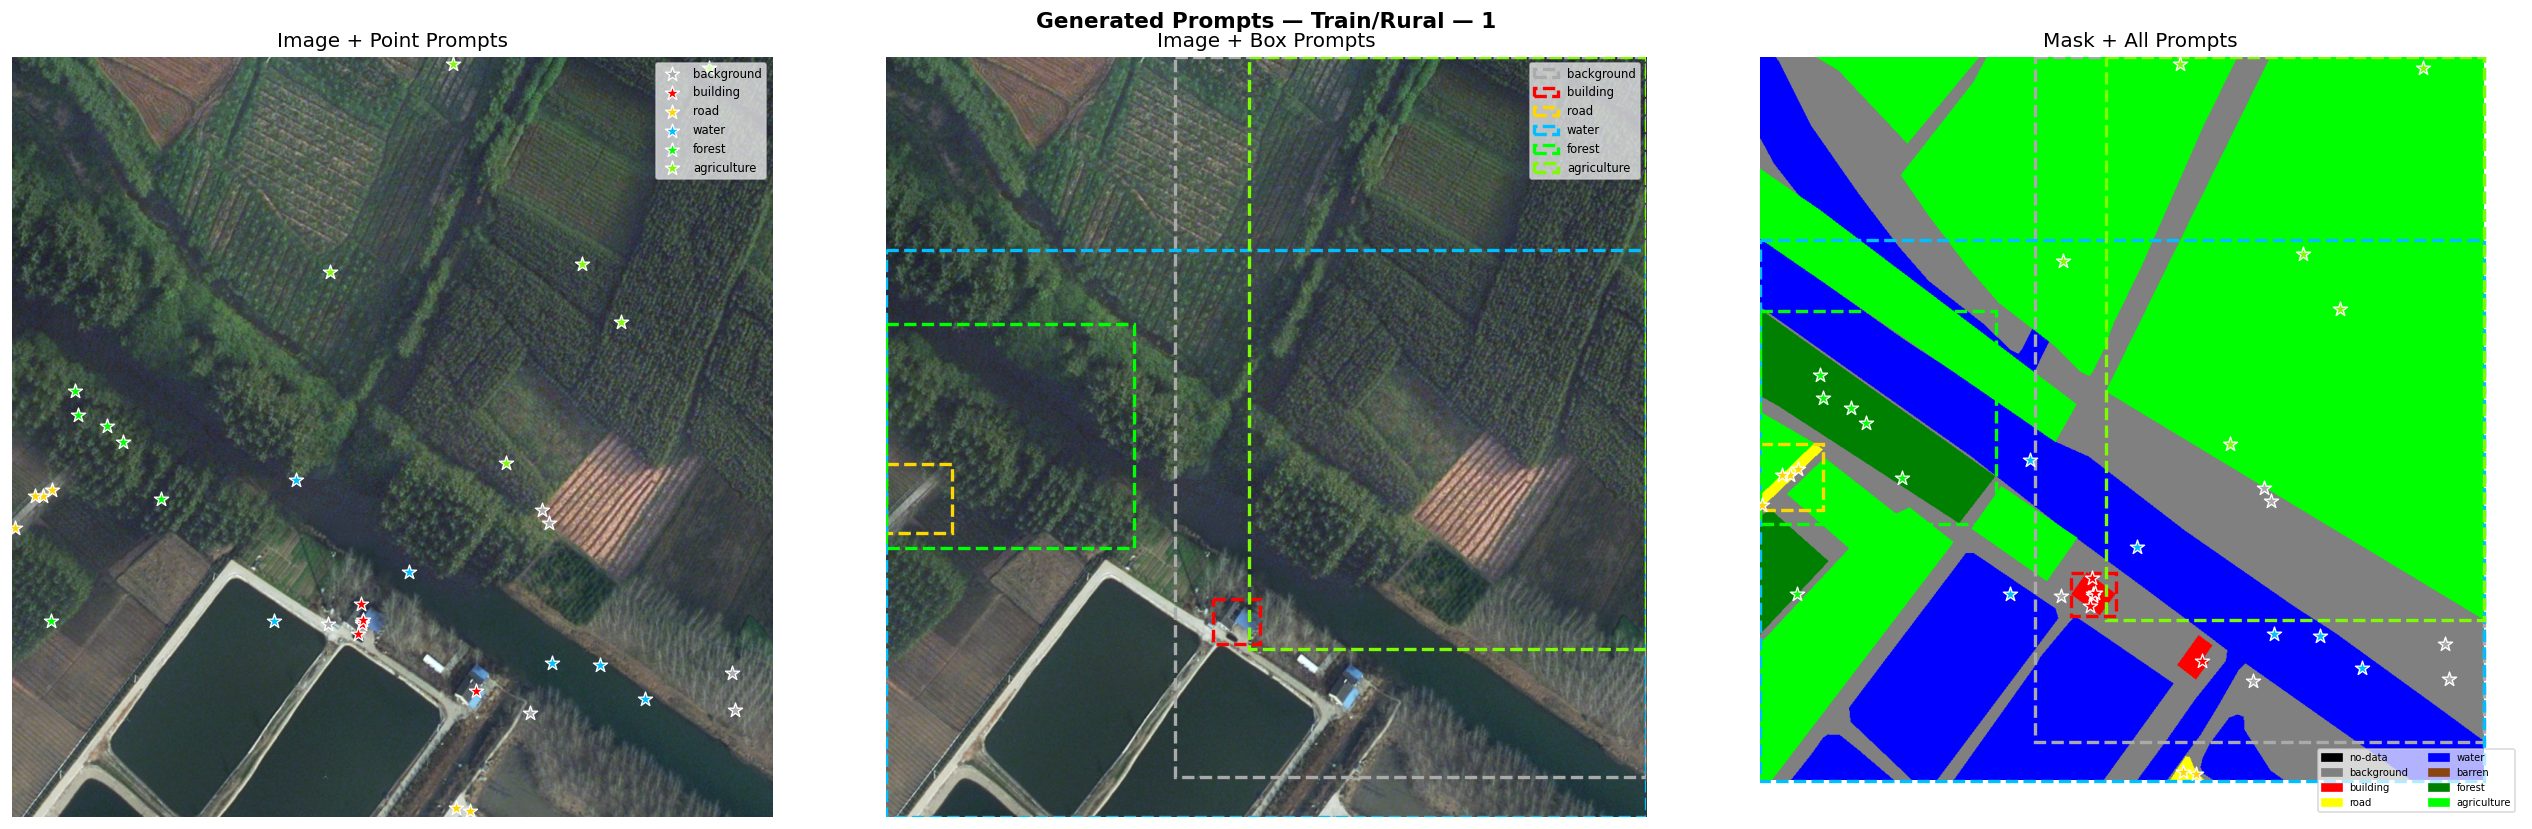 Generated Prompts — Train/Rural — 1
Image + Point Prompts
background
building
road
water
forest
agriculture
Image + Box Prompts
background
building
road
water
forest
agriculture
Mask + All Prompts
no-data
background
building
road
water
barren
forest
agriculture